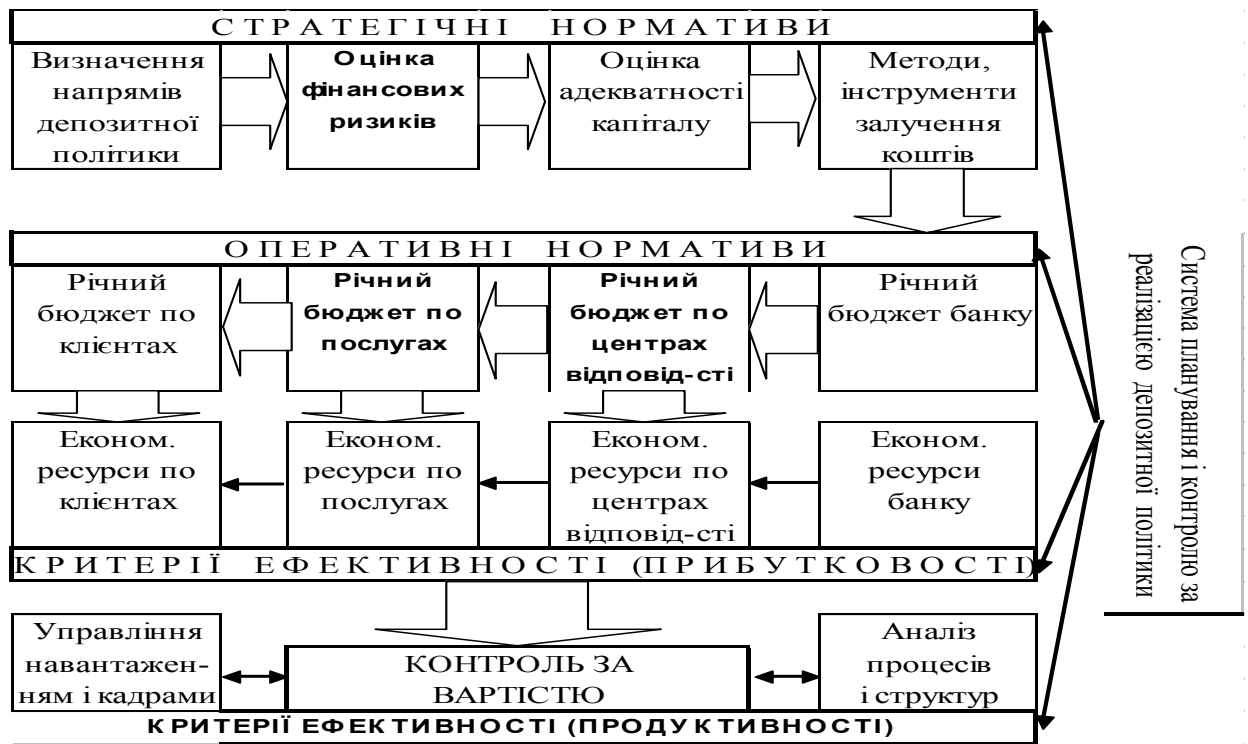 СТРАТЕГІЧНІ НОРМАТИВИ
Визначення
напрямів
депозитної
політики
Оцінка
фінансових
ризиків
Оцінка
адекватності
капіталу
Методи,
інструменти
залучення
коштів
ОПЕРАТИВНІ НОРМАТИВИ
Річний
бюджет по
клієнтах
Річний
бюджет по
послугах
Річний
бюджет по
центрах
відповід-сті
Річний
бюджет банку
Економ.
ресурси по
клієнтах
Економ.
ресурси по
послугах
Економ.
ресурси по
центрах
відповід-сті
Економ.
ресурси
банку
КРИТЕРІЇ ЕФЕКТИВНОСТІ (ПРИБУТКОВОСТІ)
Управління
навантажен-
ням і кадрами
КОНТРОЛЬ ЗА
ВАРТІСТЮ
Аналіз
процесів
і структур
КРИТЕРІЇ ЕФЕКТИВНОСТІ (ПРОДУКТИВНОСТІ)
Система планування і контролю за
реалізацією депозитної політики